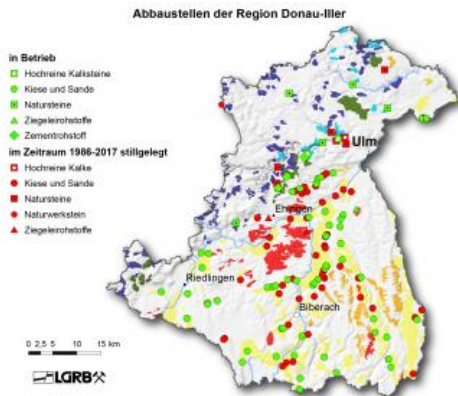 Abbaustellen der Region Donau-Iller
in Betrieb
Hochreine Kalksteine
Kiese und Sande
Natursteine
Ziegeleirohstoffe
Zementrohstoff
im Zeitraum 1986-2017 stillgelegt
Hochreine Kalke
Kiese und Sande
Natursteine
Naturwerkstein
Ziegeleirohstoffe
Ulm
Ehingen
Riedlingen
Biberach
0 2,5 5 10 15 km
LGRB